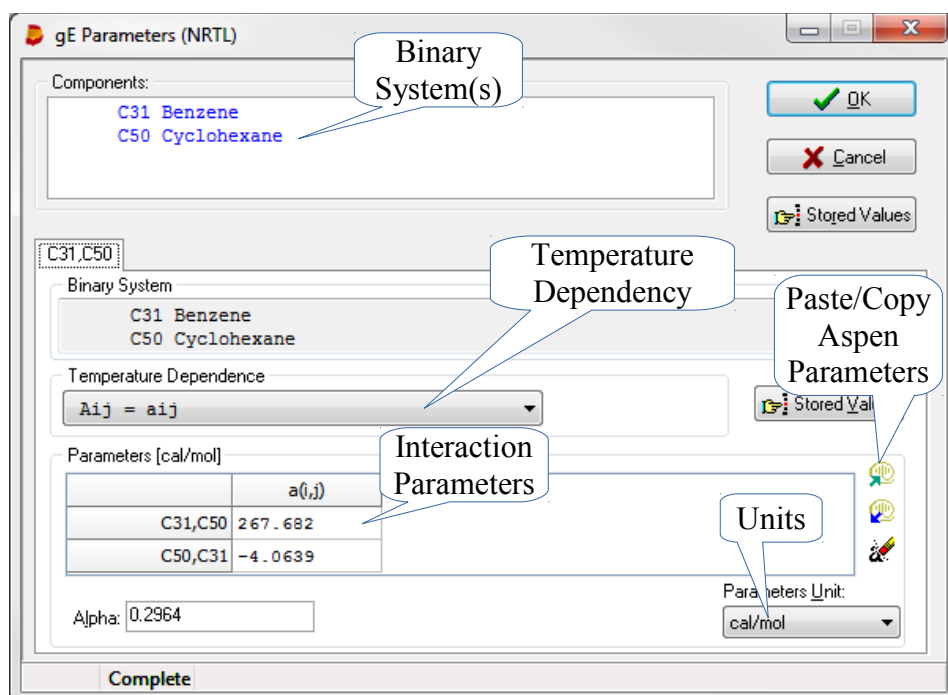 gE Parameters (NRTL)
Binary
System(s)
Components:
C31 Benzene
C50 Cyclohexane
OK
Cancel
Stored Values
C31,C50
Temperature
Dependency
Binary System
C31 Benzene
C50 Cyclohexane
Paste/Copy
Aspen
Parameters
Temperature Dependence
Aij = aij
Stored Val
Interaction
Parameters
Parameters [cal/mol]
a(i,j)
C31,C50 267.682
C50,C31 -4.0639
Units
Alpha: 0.2964
Parameters Unit:
cal/mol
Complete